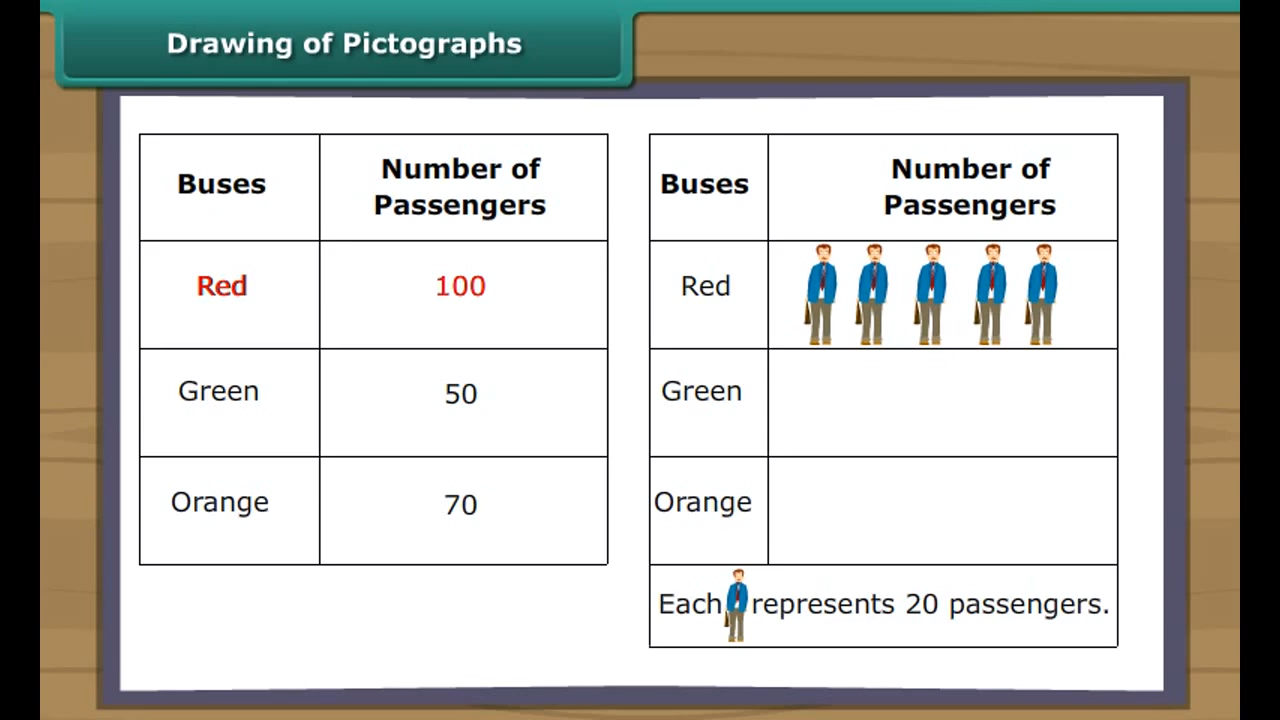 Drawing of Pictographs
Buses
Number of
Passengers
Red
100
Green
50
Orange
70
Buses
Number of
Passengers
Red
Green
Orange
Each represents 20 passengers.